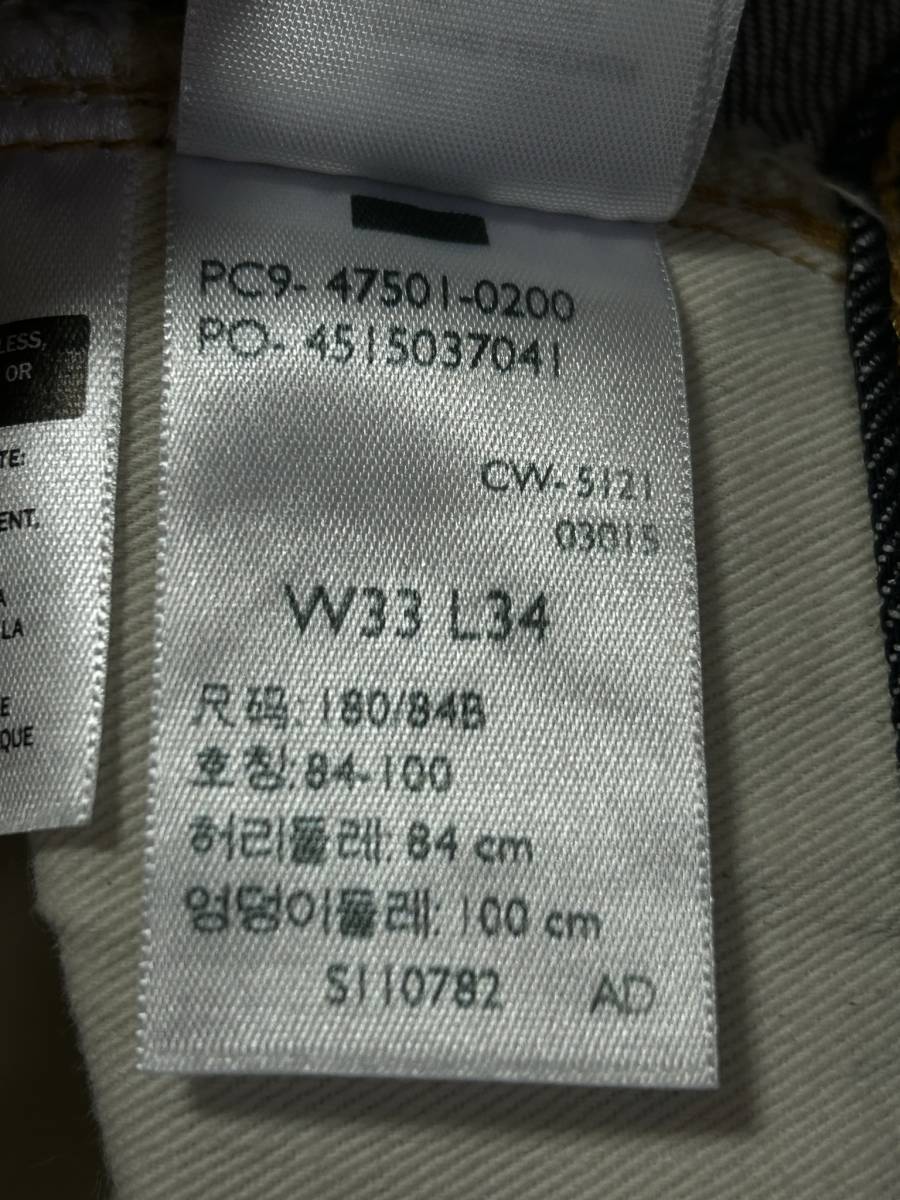 LESS,
OR
TE:
ENT.
A
LA
E
QUE
PC9- 47501-0200
PO- 4515037041
CW- 5121
03015
W33 L34
尺码: 180/84B
호칭:84-100
허리둘레: 84 cm
엉덩이둘레: 100 cm
S110782 AD